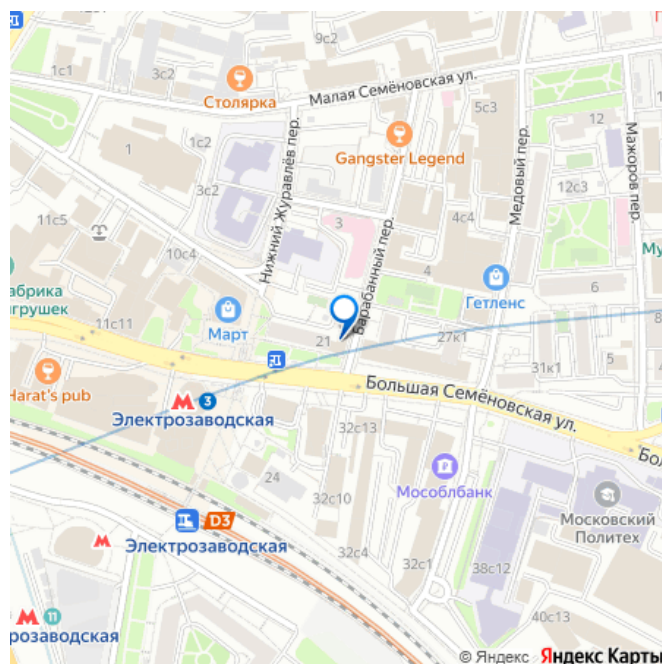 9с2
1с1
3с2
Столярка
Малая Семёновская ул.
5с3
Gangster Legend
1
1с2
3с2
12
Мажоров пер.
Медовый пер.
12с3
Нижний Журавлёв пер.
11с5
3
4с4
Барабанный пер.
10с4
4
Му
абрика
грушек
Гетленс
6
11с11
Март
21
27к1
31к1
Harat's pub
3
Электрозаводская
Большая Семёновская ул.
32с13
Бол
24
Мособлбанк
32с10
Московский
Политех
D3
Электрозаводская
32с4
32с1
38с12
11
розаводская
40с13
© Яндекс
Яндекс Карты